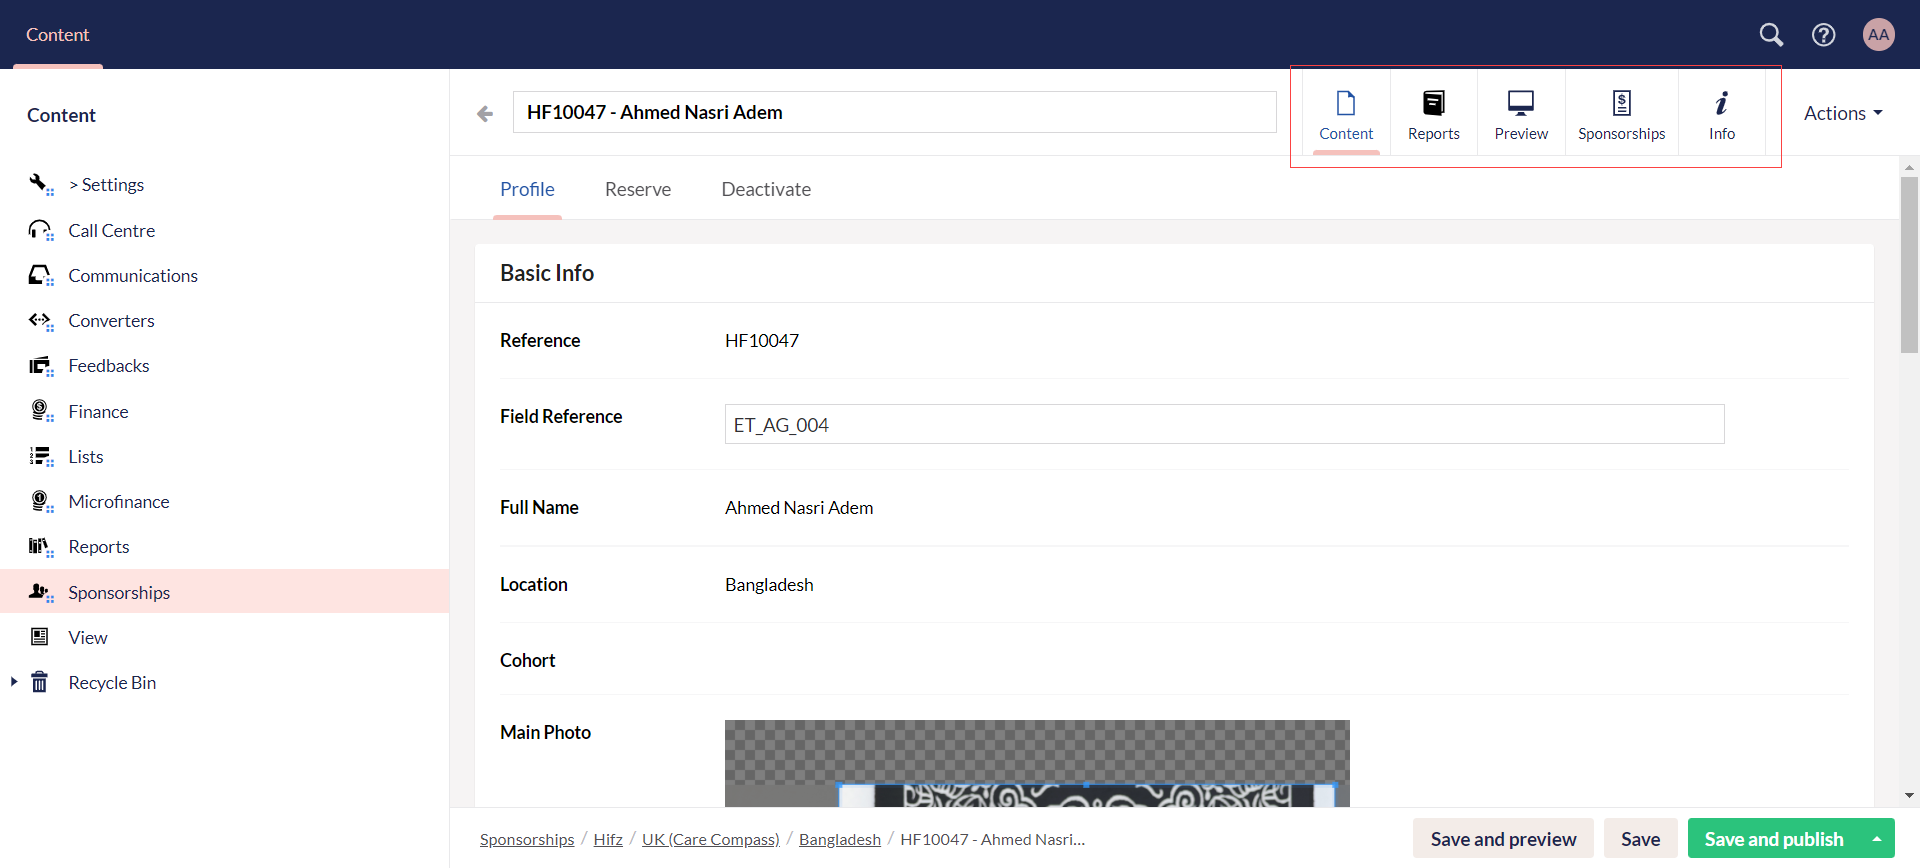 Content
AA
Content
> Settings
Call Centre
Communications
Converters
Feedbacks
Finance
Lists
Microfinance
Reports
Sponsorships
View
Recycle Bin
HF10047 - Ahmed Nasri Adem
Content
Reports
Preview
Sponsorships
Info
Actions
Profile
Reserve
Deactivate
Basic Info
Reference
HF10047
Field Reference
ET_AG_004
Full Name
Ahmed Nasri Adem
Location
Bangladesh
Cohort
Main Photo
Sponsorships / Hifz / UK (Care Compass) / Bangladesh / HF10047 - Ahmed Nasri...
Save and preview
Save
Save and publish